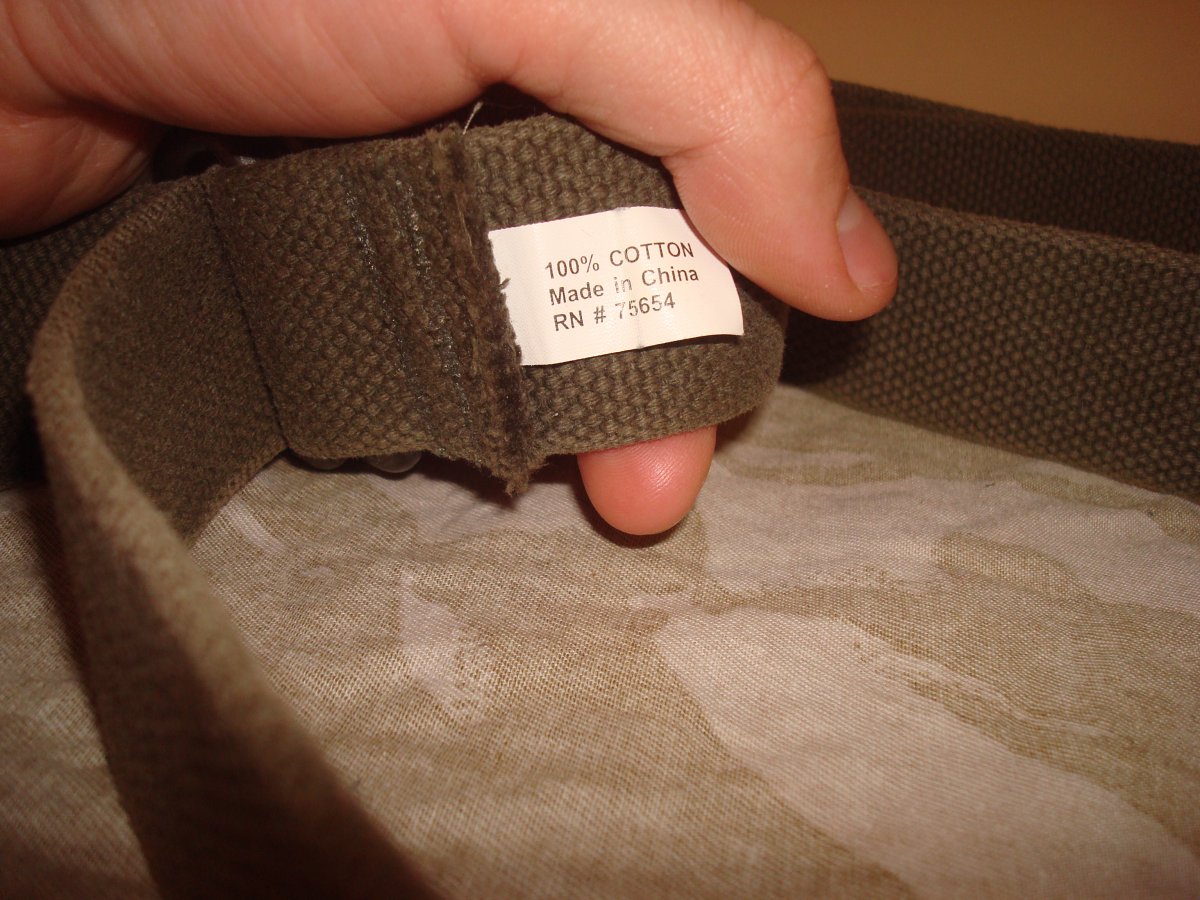 100% COTTON
Made in China
RN # 75654